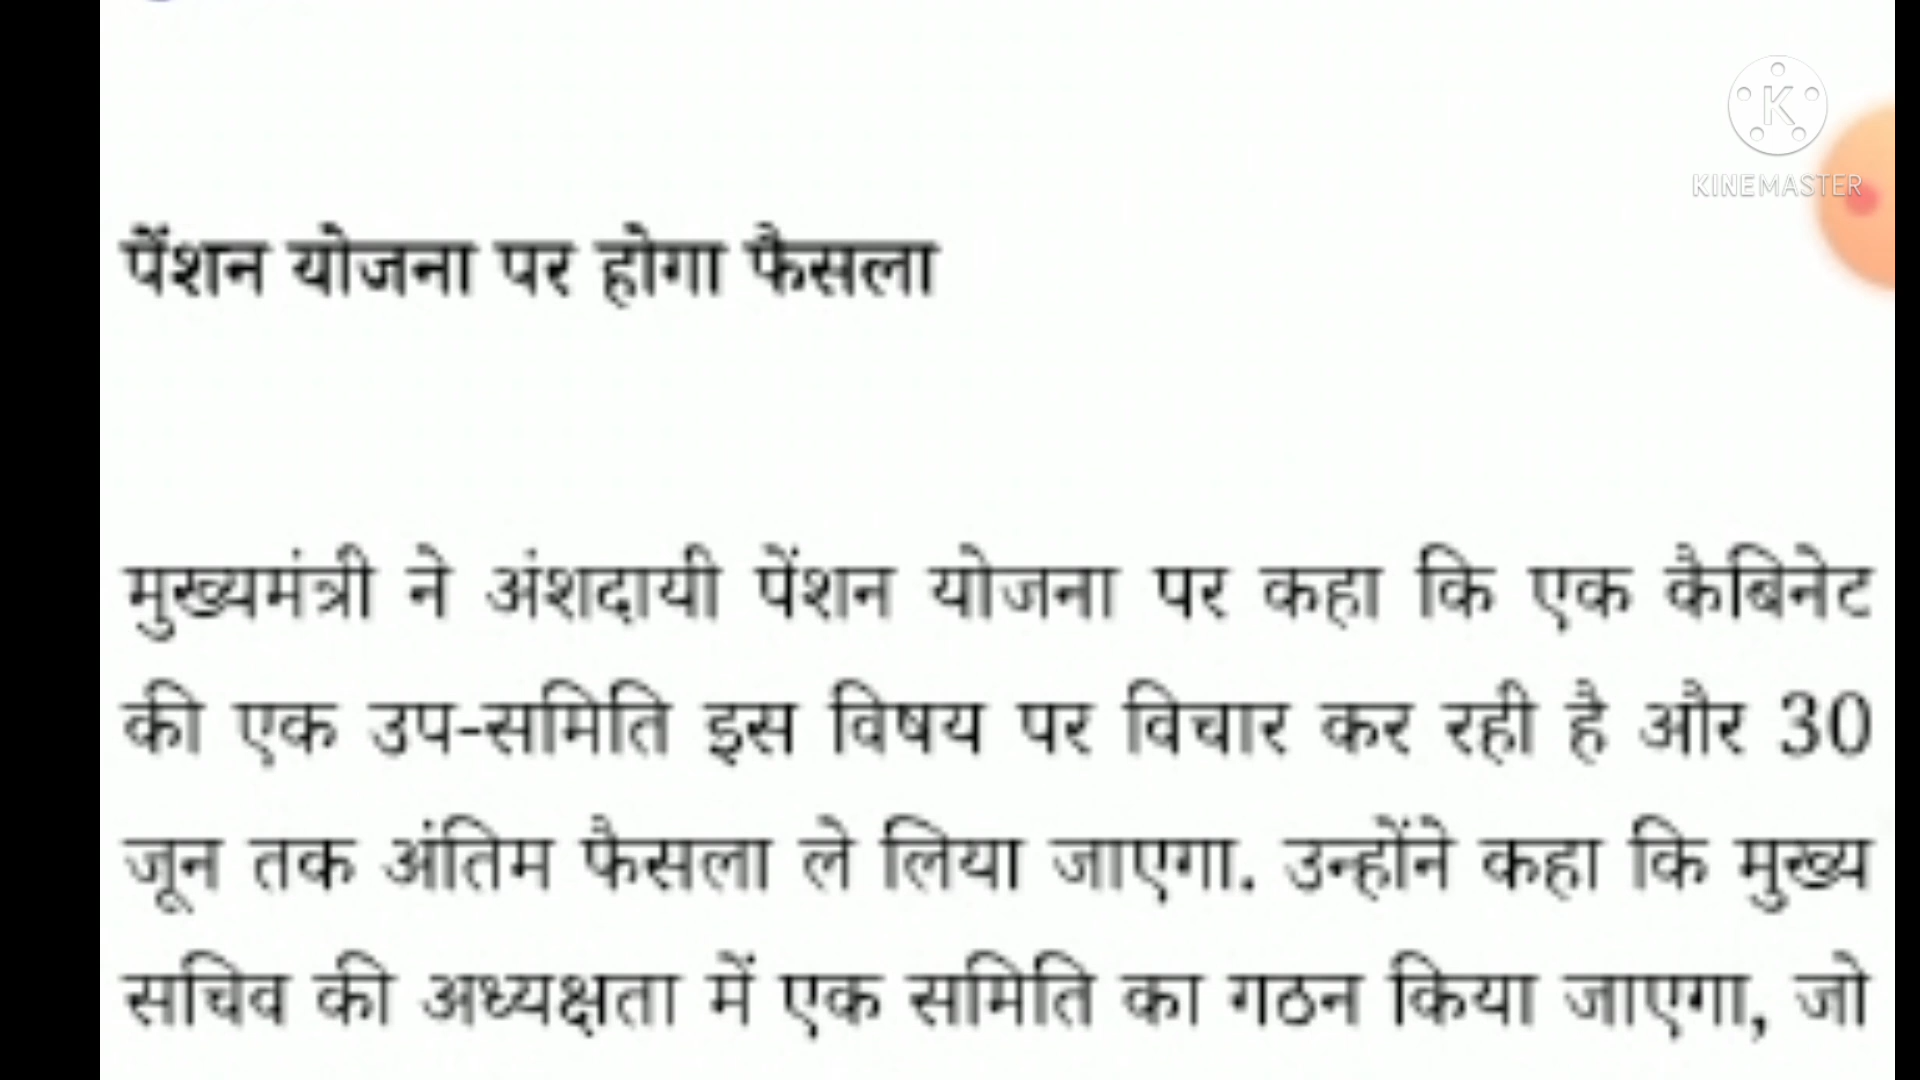 K
KINEMASTER
पेंशन योजना पर होगा फैसला
मुख्यमंत्री ने अंशदायी पेंशन योजना पर कहा कि एक कैबिनेट
की एक उप-समिति इस विषय पर विचार कर रही है और 30
जून तक अंतिम फैसला ले लिया जाएगा. उन्होंने कहा कि मुख्य
सचिव की अध्यक्षता में एक समिति का गठन किया जाएगा, जो